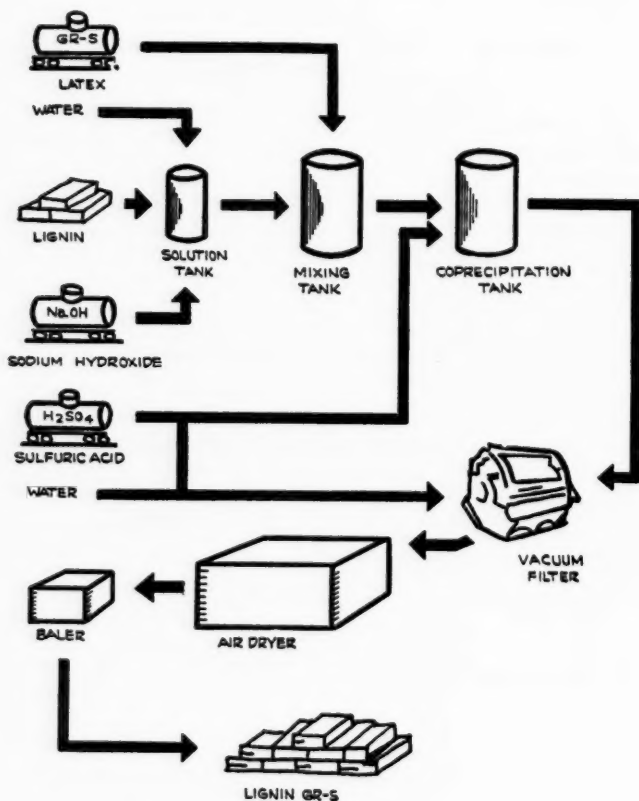 GR-S
LATEX
WATER
LIGNIN
SOLUTION
TANK
MIXING
TANK
COPRECIPITATION
TANK
NaOH
SODIUM HYDROXIDE
H2SO4
SULFURIC ACID
WATER
VACUUM
FILTER
AIR DRYER
BALER
LIGNIN GR-S